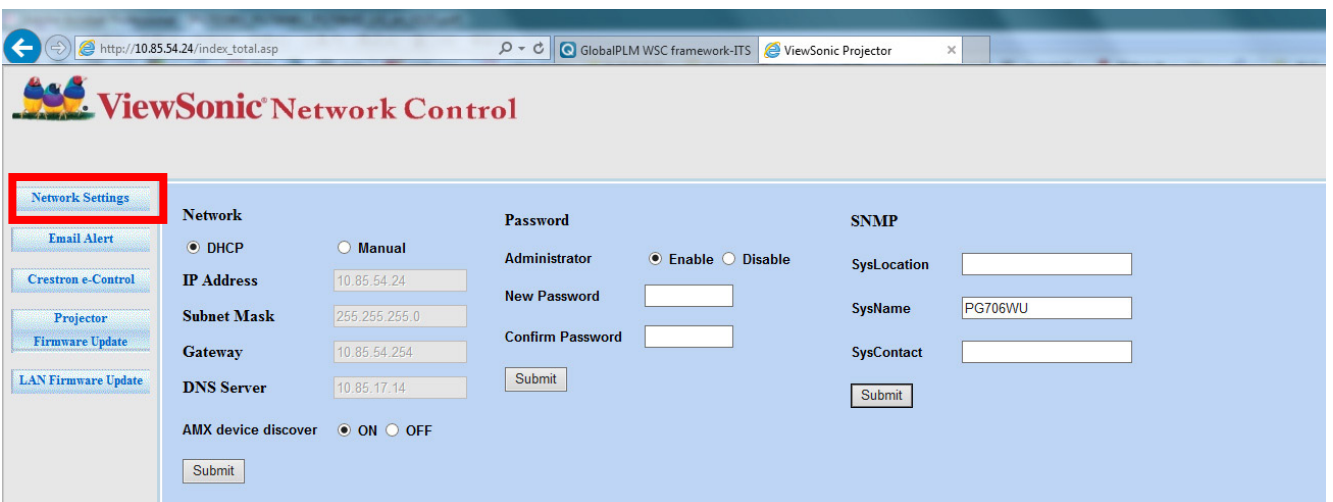 http://10.85.54.24/index_total.asp
GlobalPLM WSC framework-ITS
ViewSonic Projector
ViewSonic® Network Control
Network Settings
Email Alert
Crestron e-Control
Projector
Firmware Update
LAN Firmware Update
Network
DHCP Manual
IP Address 10.85.54.24
Subnet Mask 255.255.255.0
Gateway 10.85.54.254
DNS Server 10.85.17.14
AMX device discover ON OFF
Submit
Password
Administrator Enable Disable
New Password
Confirm Password
Submit
SNMP
SysLocation
SysName PG706WU
SysContact
Submit